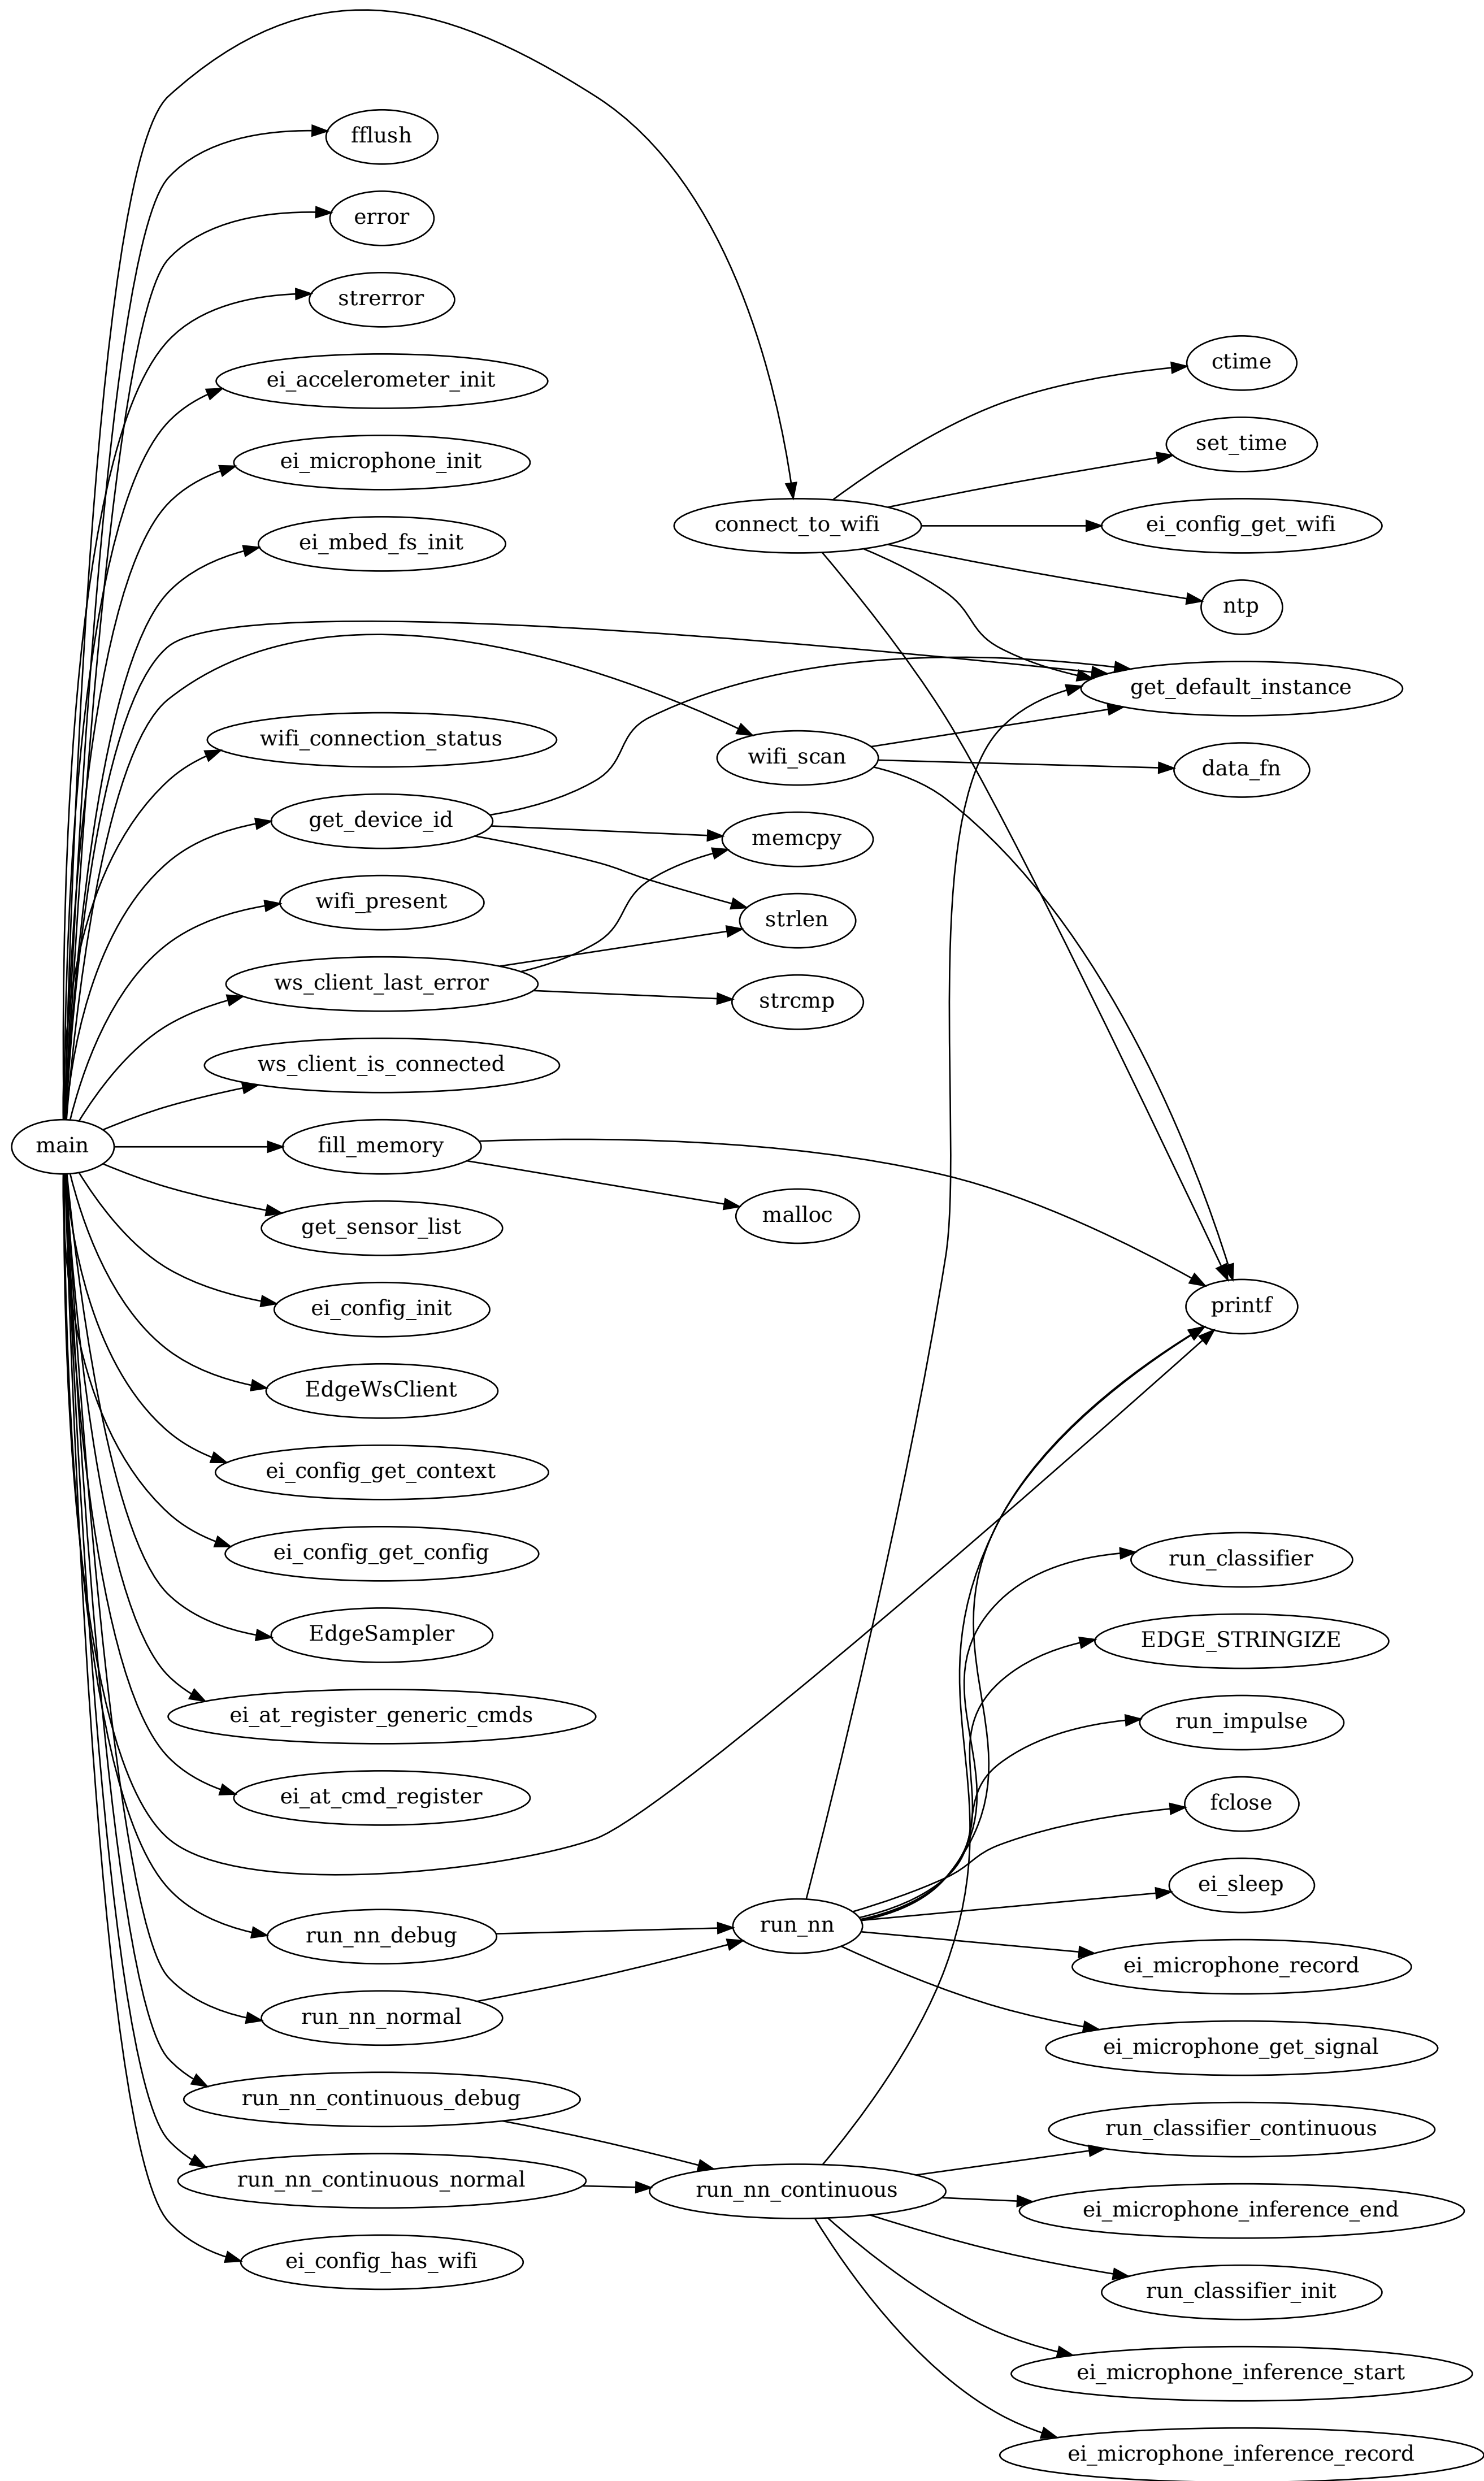 fflush
error
strerror
ctime
ei_accelerometer_init
set_time
ei_microphone_init
connect_to_wifi
ei_config_get_wifi
ei_mbed_fs_init
ntp
get_default_instance
wifi_connection_status
wifi_scan
data_fn
get_device_id
memcpy
wifi_present
strlen
ws_client_last_error
strcmp
ws_client_is_connected
main
fill_memory
malloc
get_sensor_list
ei_config_init
printf
EdgeWsClient
ei_config_get_context
ei_config_get_config
run_classifier
EdgeSampler
EDGE_STRINGIZE
ei_at_register_generic_cmds
run_impulse
ei_at_cmd_register
fclose
ei_sleep
run_nn_debug
run_nn
ei_microphone_record
run_nn_normal
ei_microphone_get_signal
run_nn_continuous_debug
run_classifier_continuous
run_nn_continuous_normal
run_nn_continuous
ei_microphone_inference_end
ei_config_has_wifi
run_classifier_init
ei_microphone_inference_start
ei_microphone_inference_record